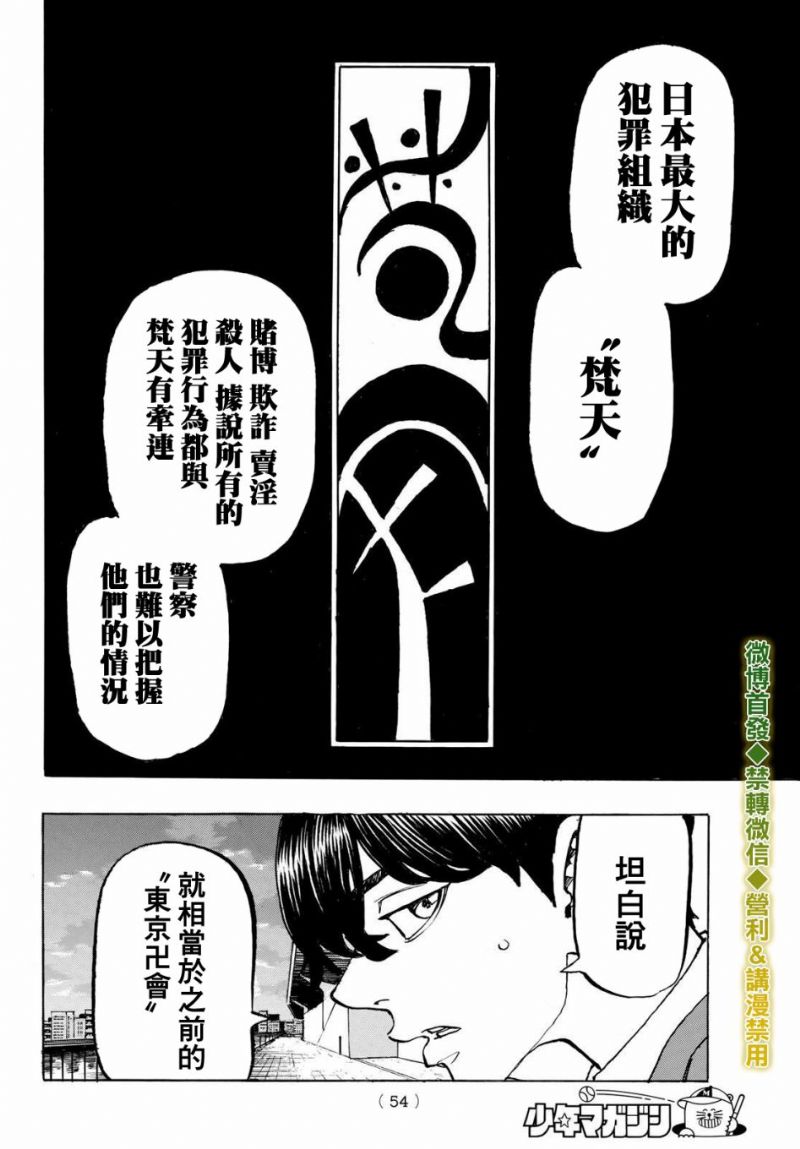 日本最大的
犯罪組織
〝梵天〟
賭博 欺詐 賣淫
殺人 據說所有的
犯罪行為都與
梵天有牽連
警察
也難以把握
他們的情況
坦白說
就相當於之前的
〝東京卍會〟
微博首發◆禁轉微信◆營利&講漫禁用
（54）
少年マガジン